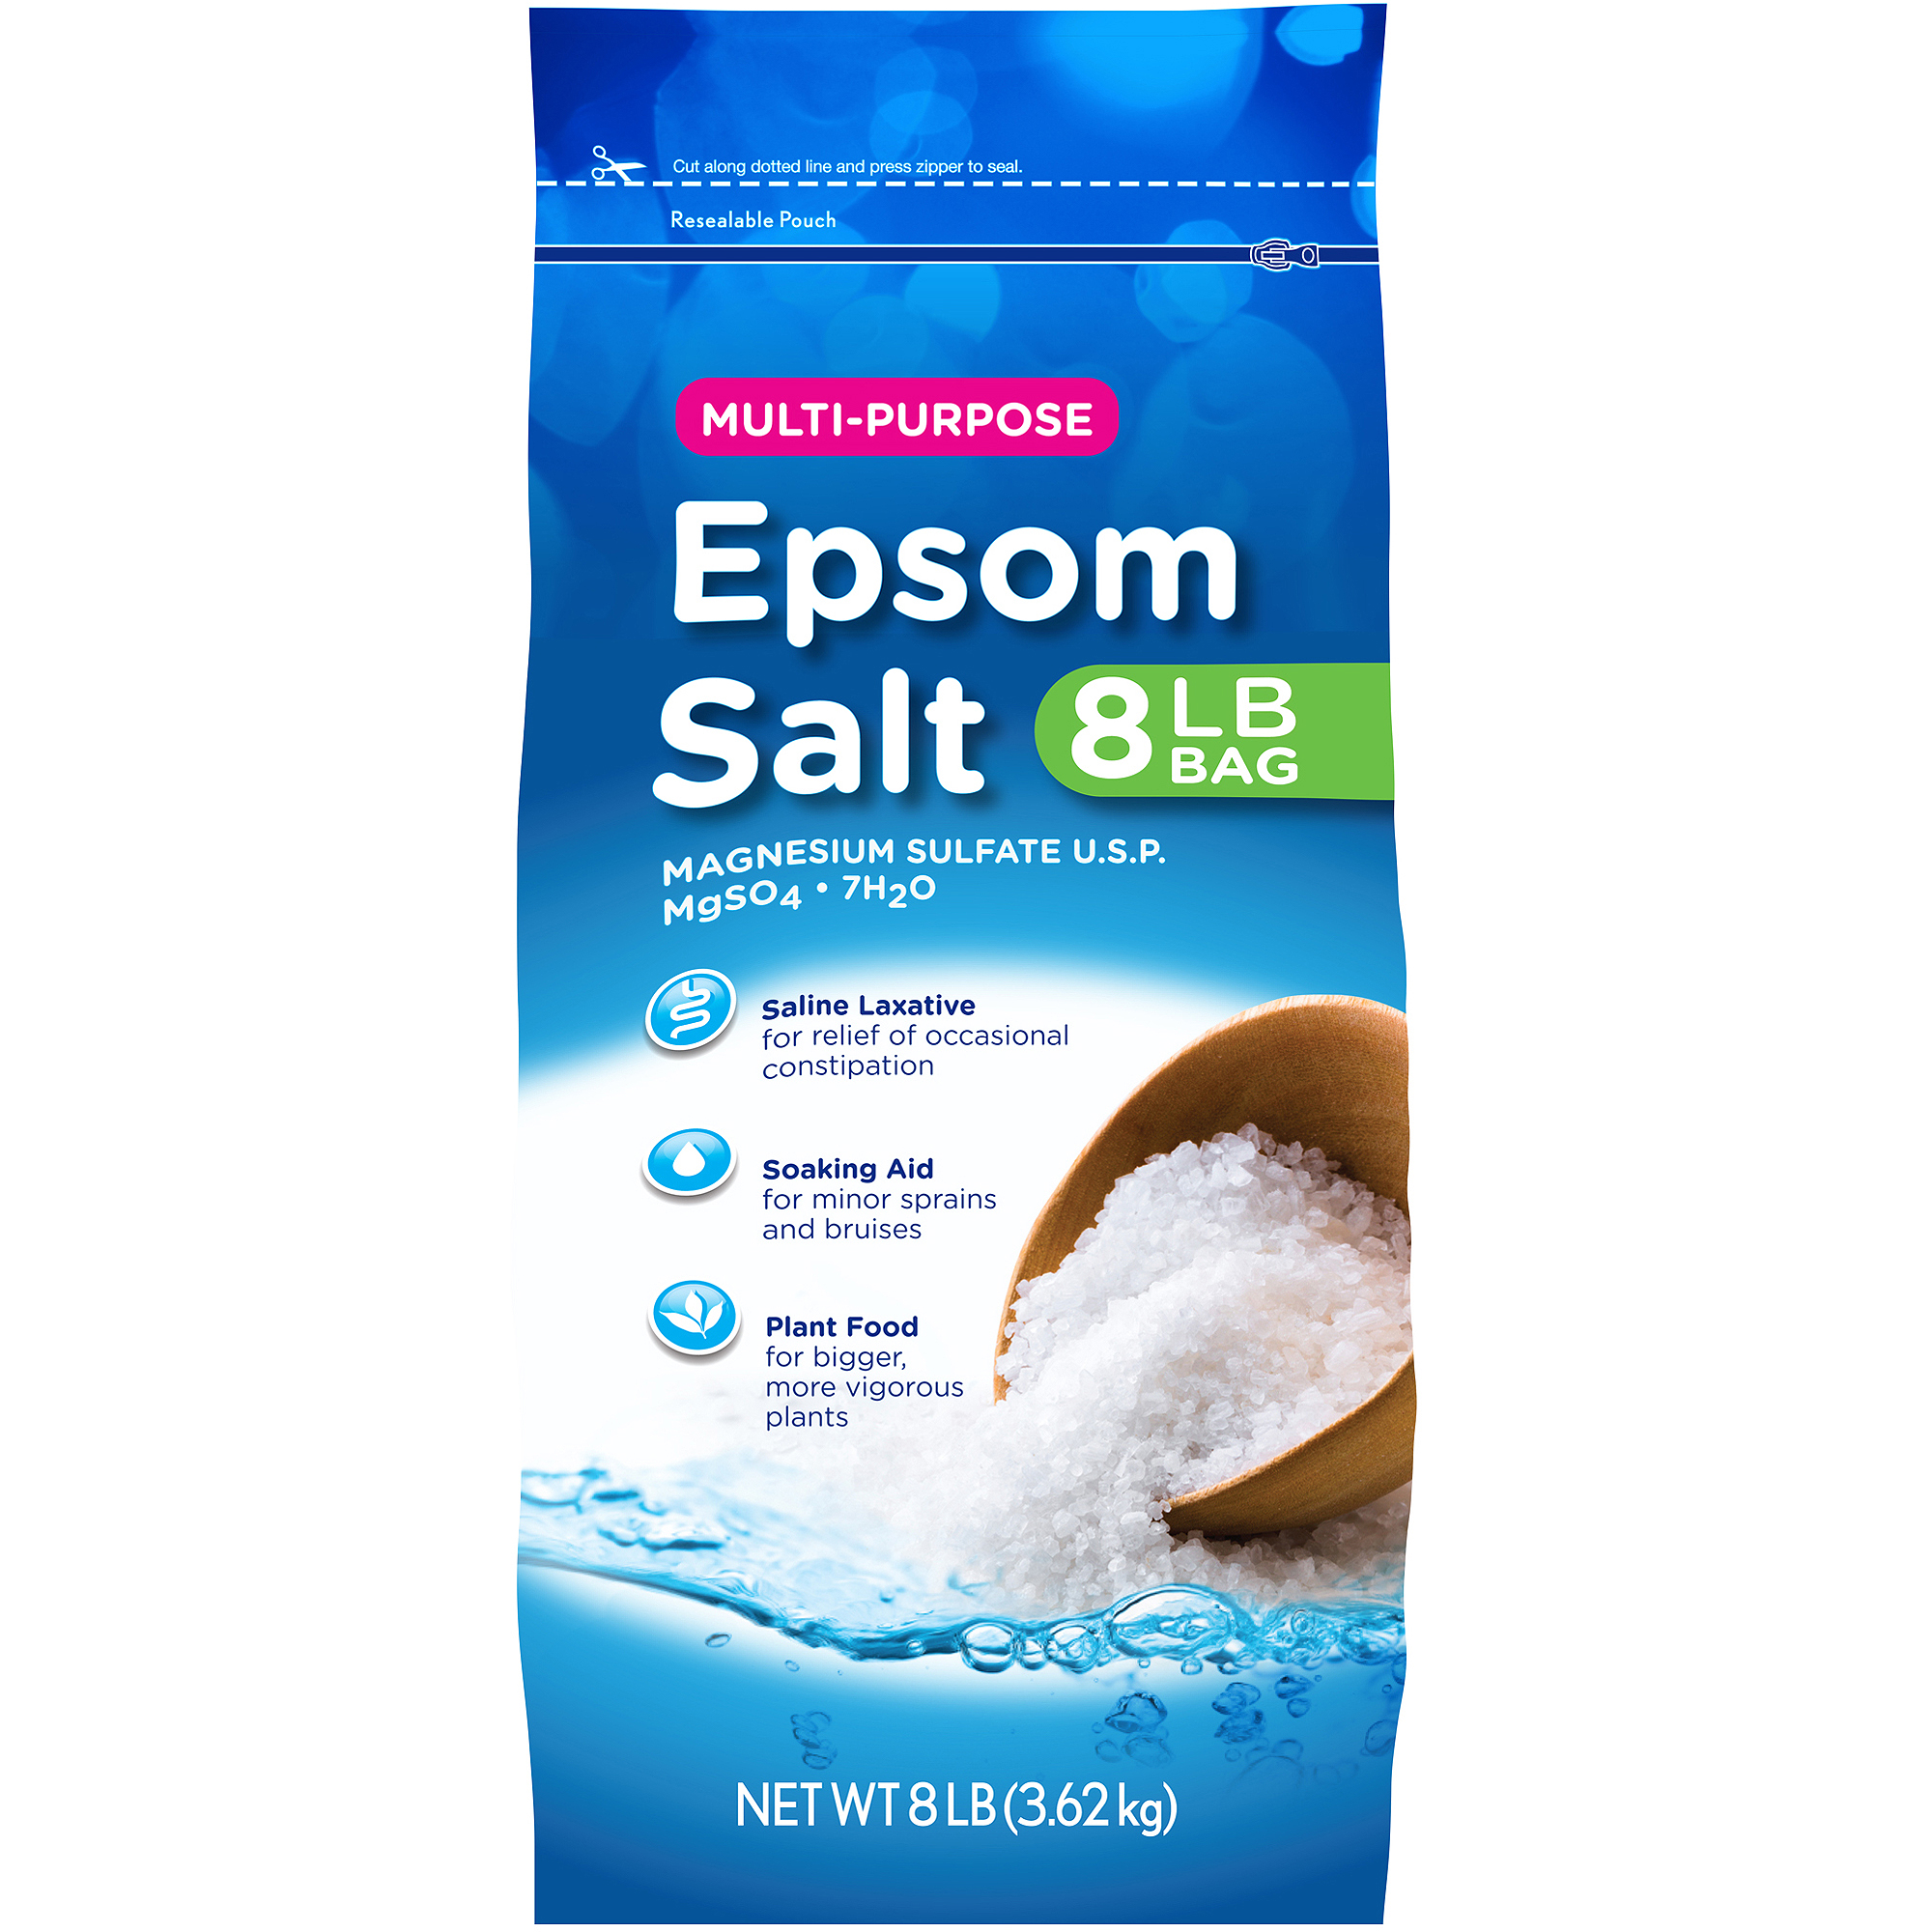 Cut along dotted line and press zipper to seal.
Resealable Pouch
MULTI-PURPOSE
Epsom
Salt
8 LB
BAG
MAGNESIUM SULFATE U.S.P.
MgSO4 • 7H2O
Saline Laxative
for relief of occasional
constipation
Soaking Aid
for minor sprains
and bruises
Plant Food
for bigger,
more vigorous
plants
NET WT 8 LB (3.62 kg)